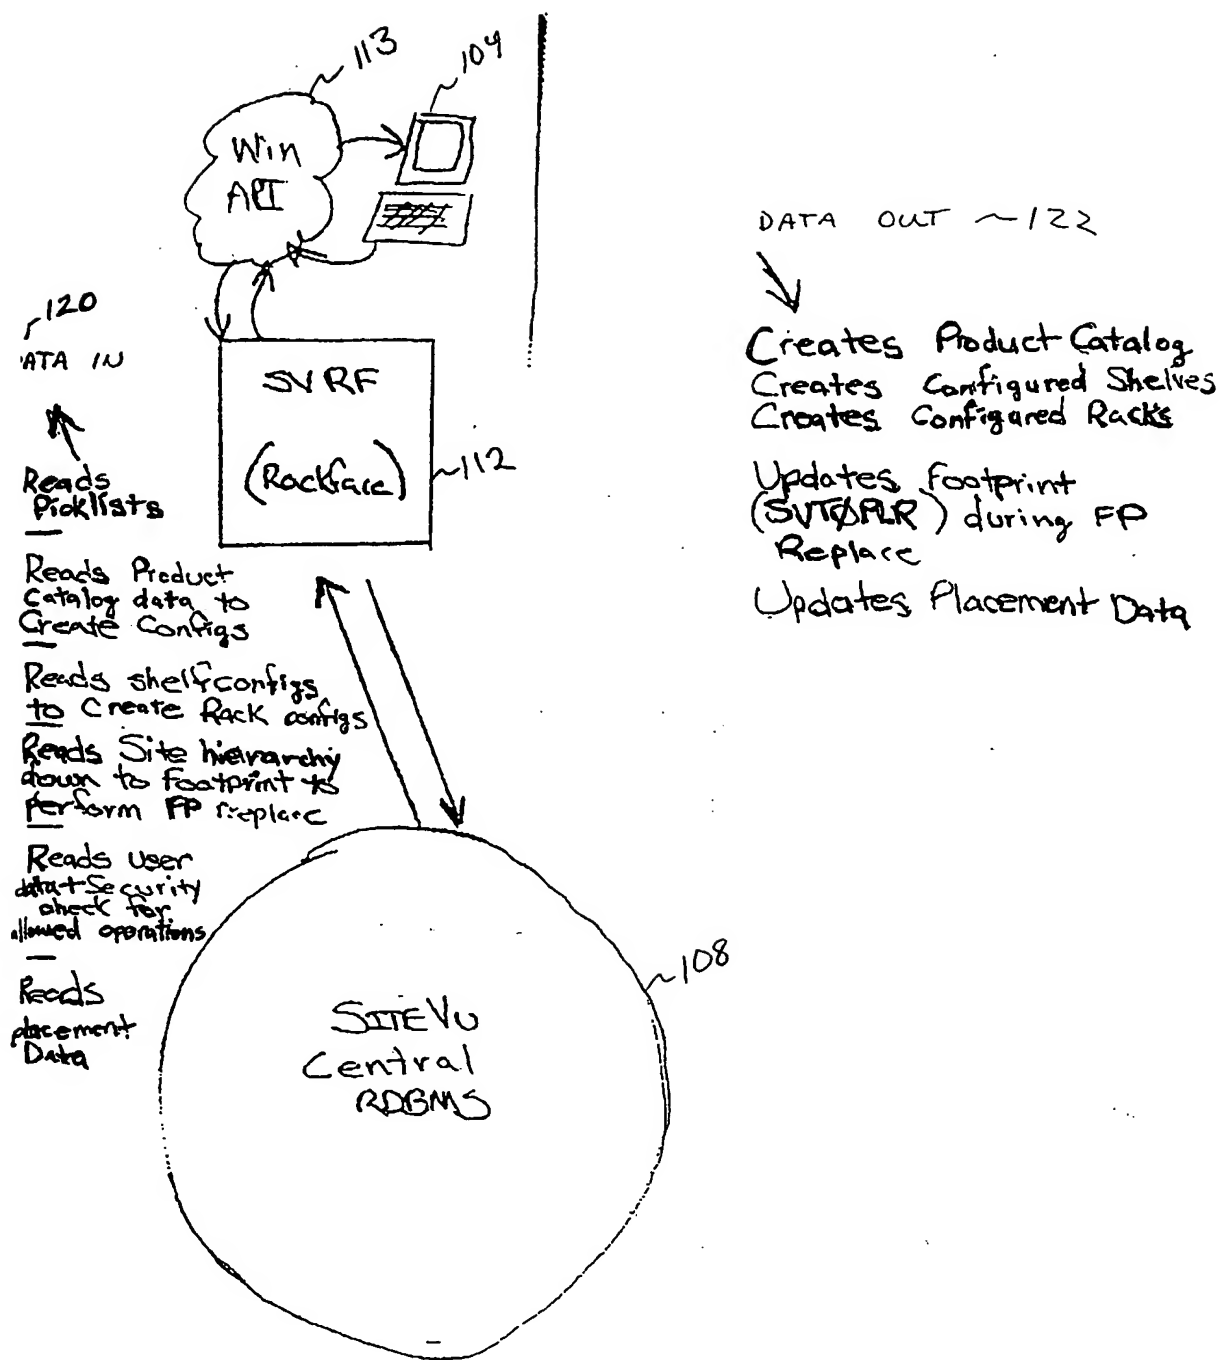 113
104
Win
API
120
ATA IN
SVRF
(Rackface)
112
Reads
Picklists
Reads Product
Catalog data to
Create Configs
Reads shelf configs
to Create Rack configs
Reads Site hierarchy
down to Footprint to
perform FP replace
Reads user
data + Security
check for
allowed operations
Reads
placement
Data
DATA OUT ~122
Creates Product Catalog
Creates Configured Shelves
Creates Configured Racks
Updates Footprint
(SVTØPLR) during FP
Replace
Updates Placement Data
108
SITEVU
Central
RDBMS